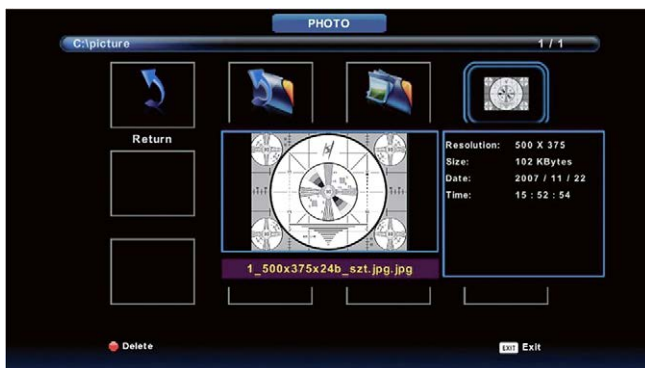 PHOTO
C:\picture
1 / 1
Return
Resolution: 500 X 375
Size: 102 KBytes
Date: 2007 / 11 / 22
Time: 15 : 52 : 54
1_500x375x24b_szt.jpg.jpg
Delete
EXIT Exit